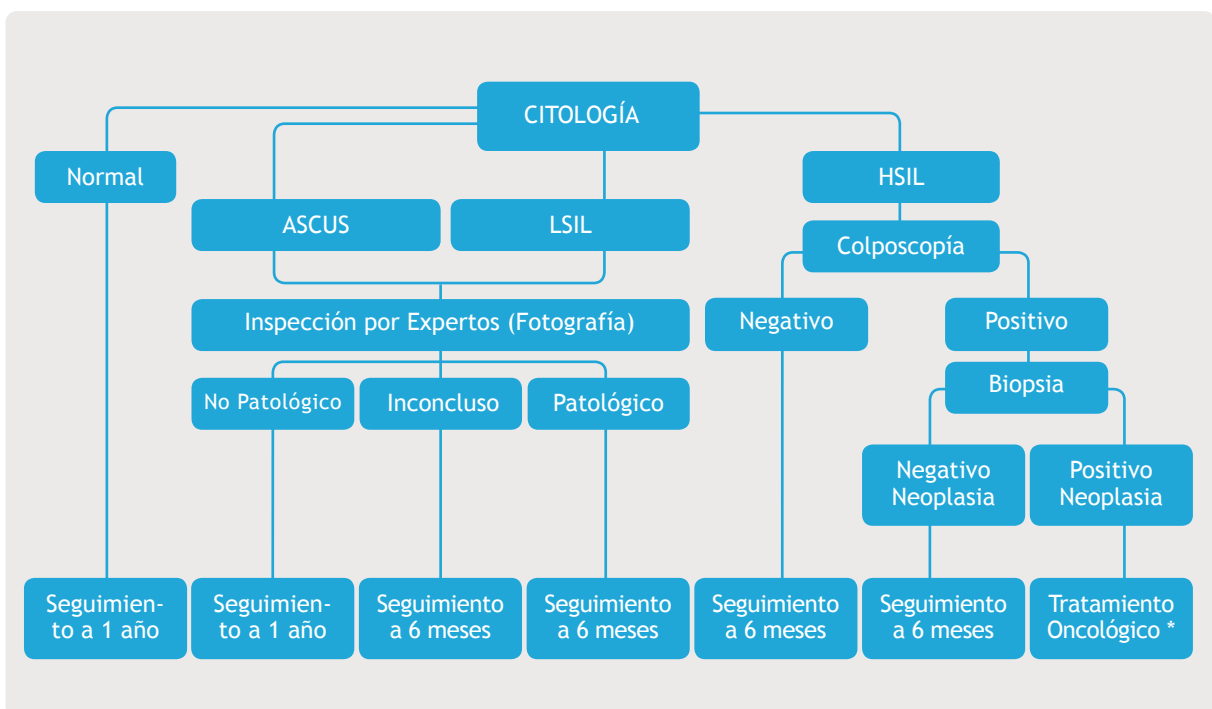 CITOLOGÍA
Normal
HSIL
ASCUS
LSIL
Colposcopía
Inspección por Expertos (Fotografía)
Negativo
Positivo
No Patológico
Inconcluso
Patológico
Biopsia
Negativo
Neoplasia
Positivo
Neoplasia
Seguimien-
to a 1 año
Seguimien-
to a 1 año
Seguimiento
a 6 meses
Seguimiento
a 6 meses
Seguimiento
a 6 meses
Seguimiento
a 6 meses
Tratamiento
Oncológico *